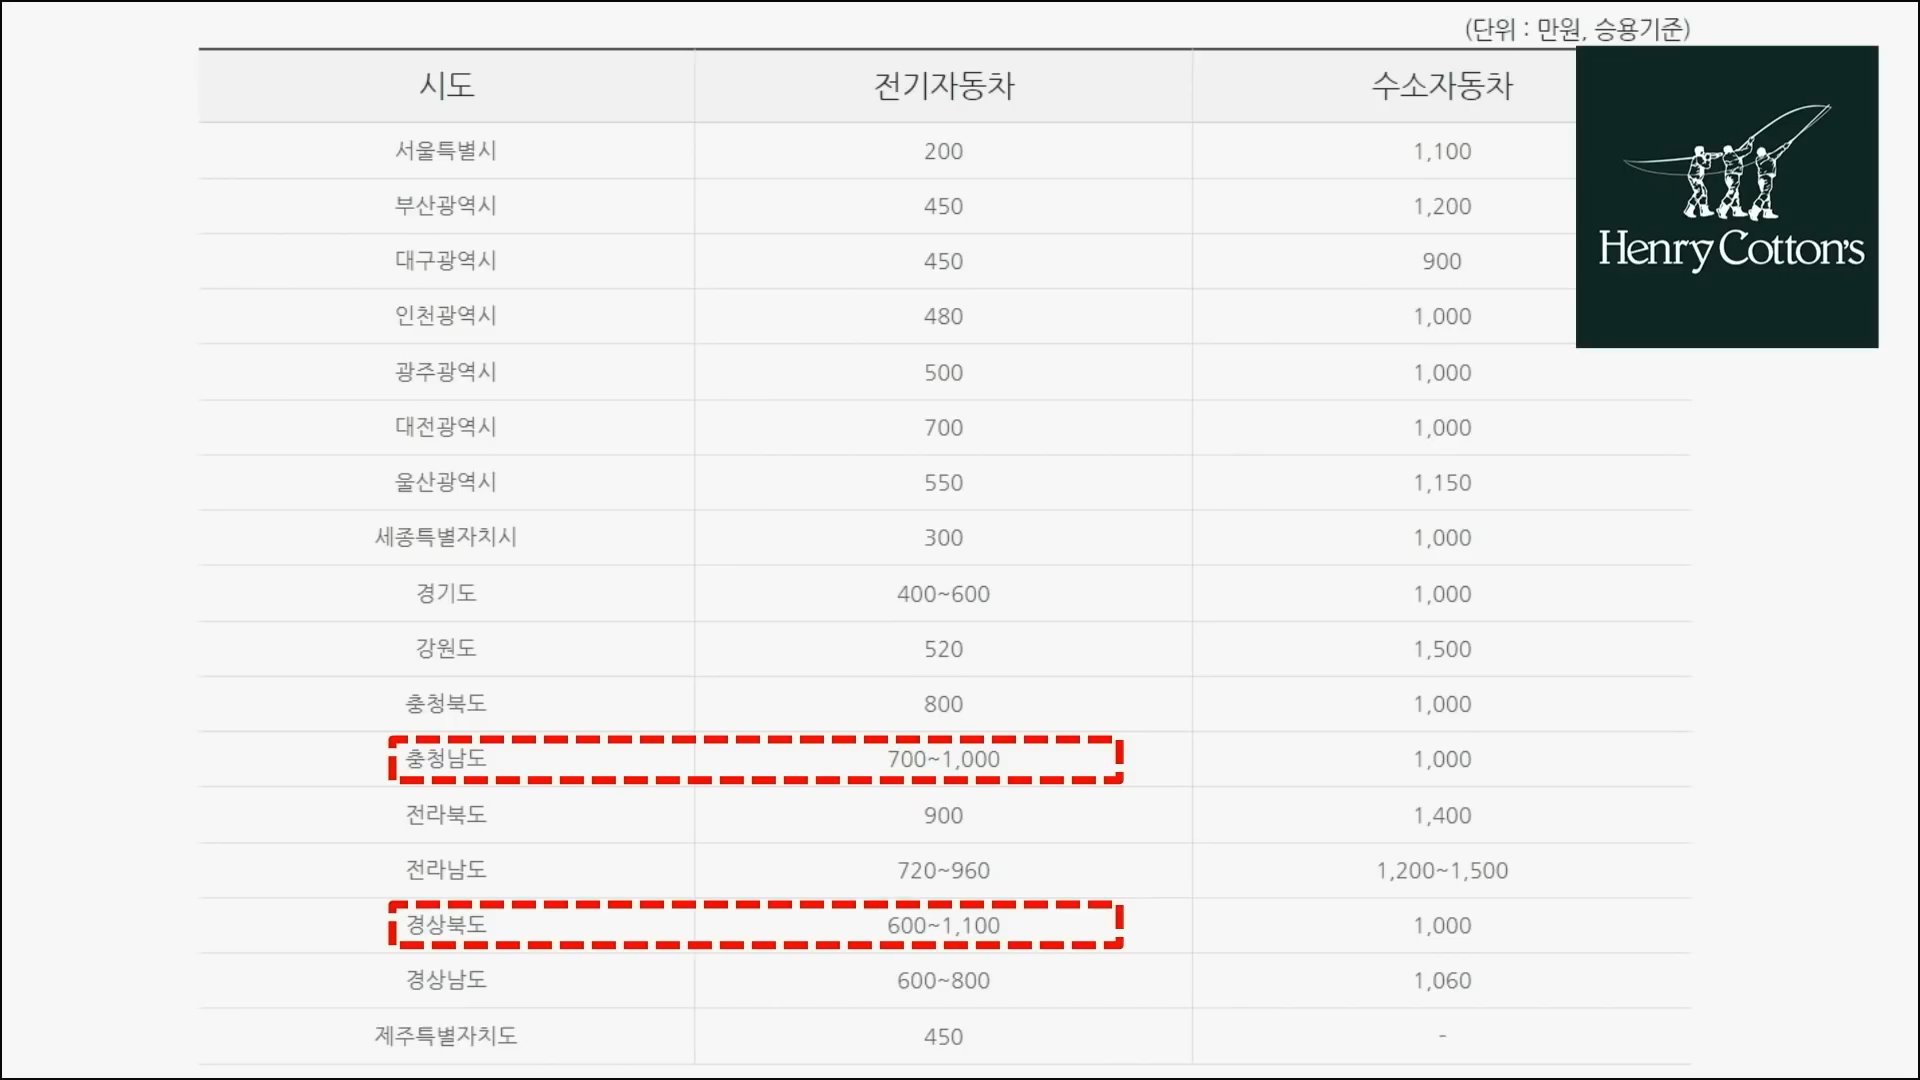 (단위 : 만원, 승용기준)
시도 전기자동차 수소자동차
서울특별시 200 1,100
부산광역시 450 1,200
대구광역시 450 900
인천광역시 480 1,000
광주광역시 500 1,000
대전광역시 700 1,000
울산광역시 550 1,150
세종특별자치시 300 1,000
경기도 400~600 1,000
강원도 520 1,500
충청북도 800 1,000
충청남도 700~1,000 1,000
전라북도 900 1,400
전라남도 720~960 1,200~1,500
경상북도 600~1,100 1,000
경상남도 600~800 1,060
제주특별자치도 450 -
Henry Cotton's